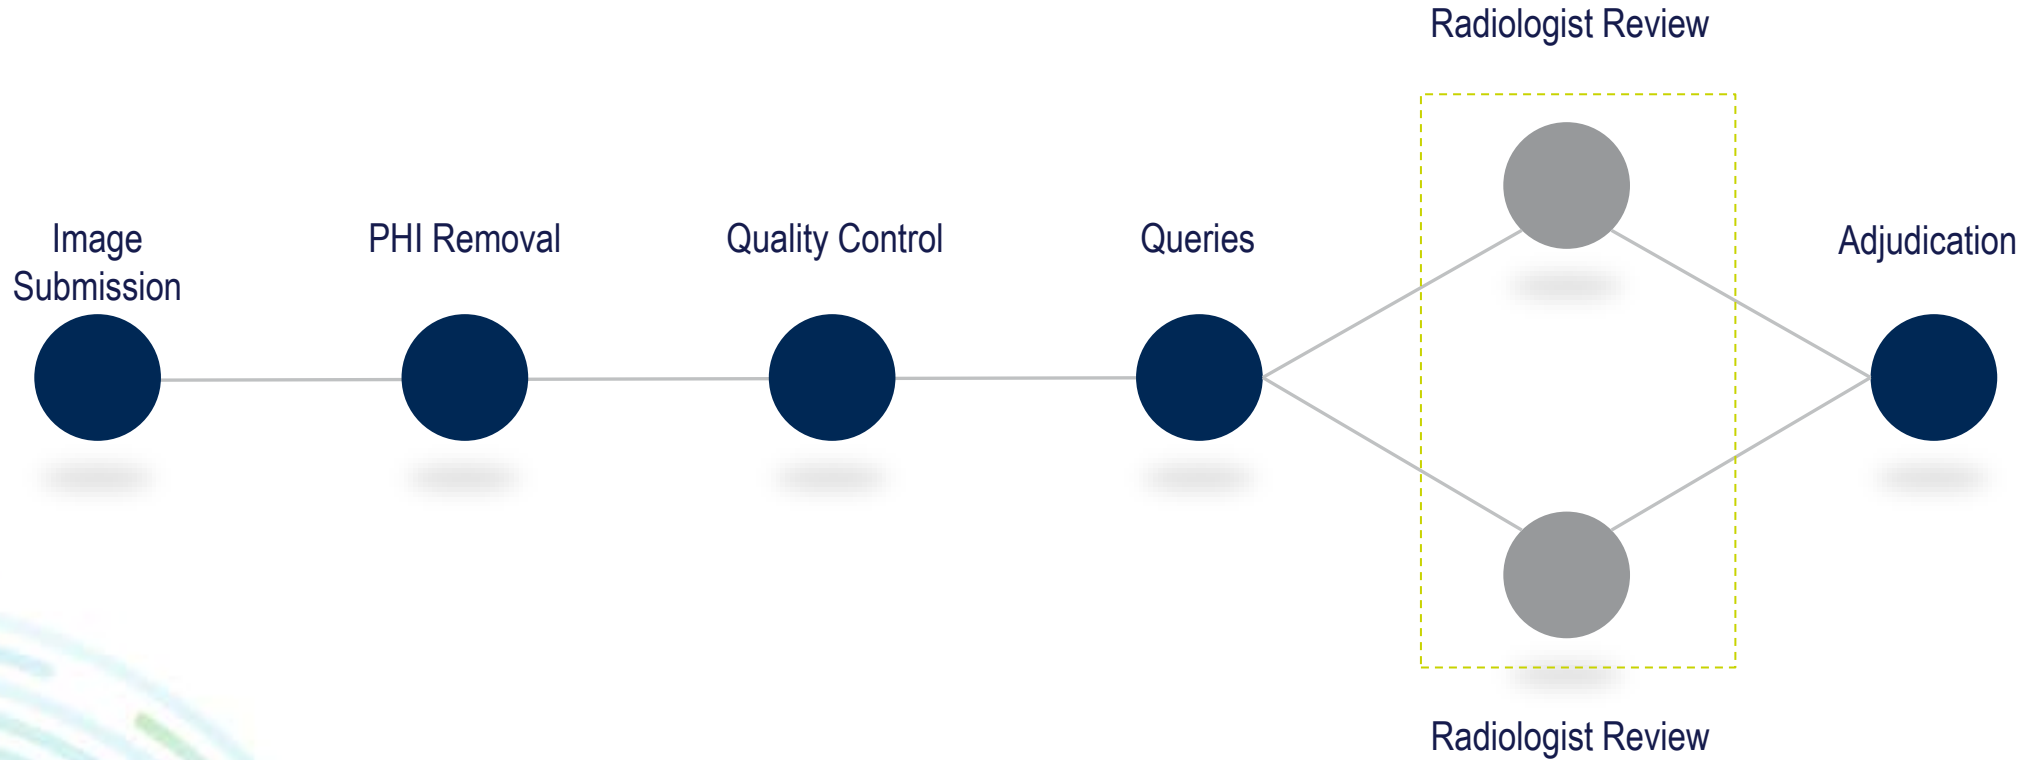 Radiologist Review
Image
Submission
PHI Removal
Quality Control
Queries
Adjudication
Radiologist Review